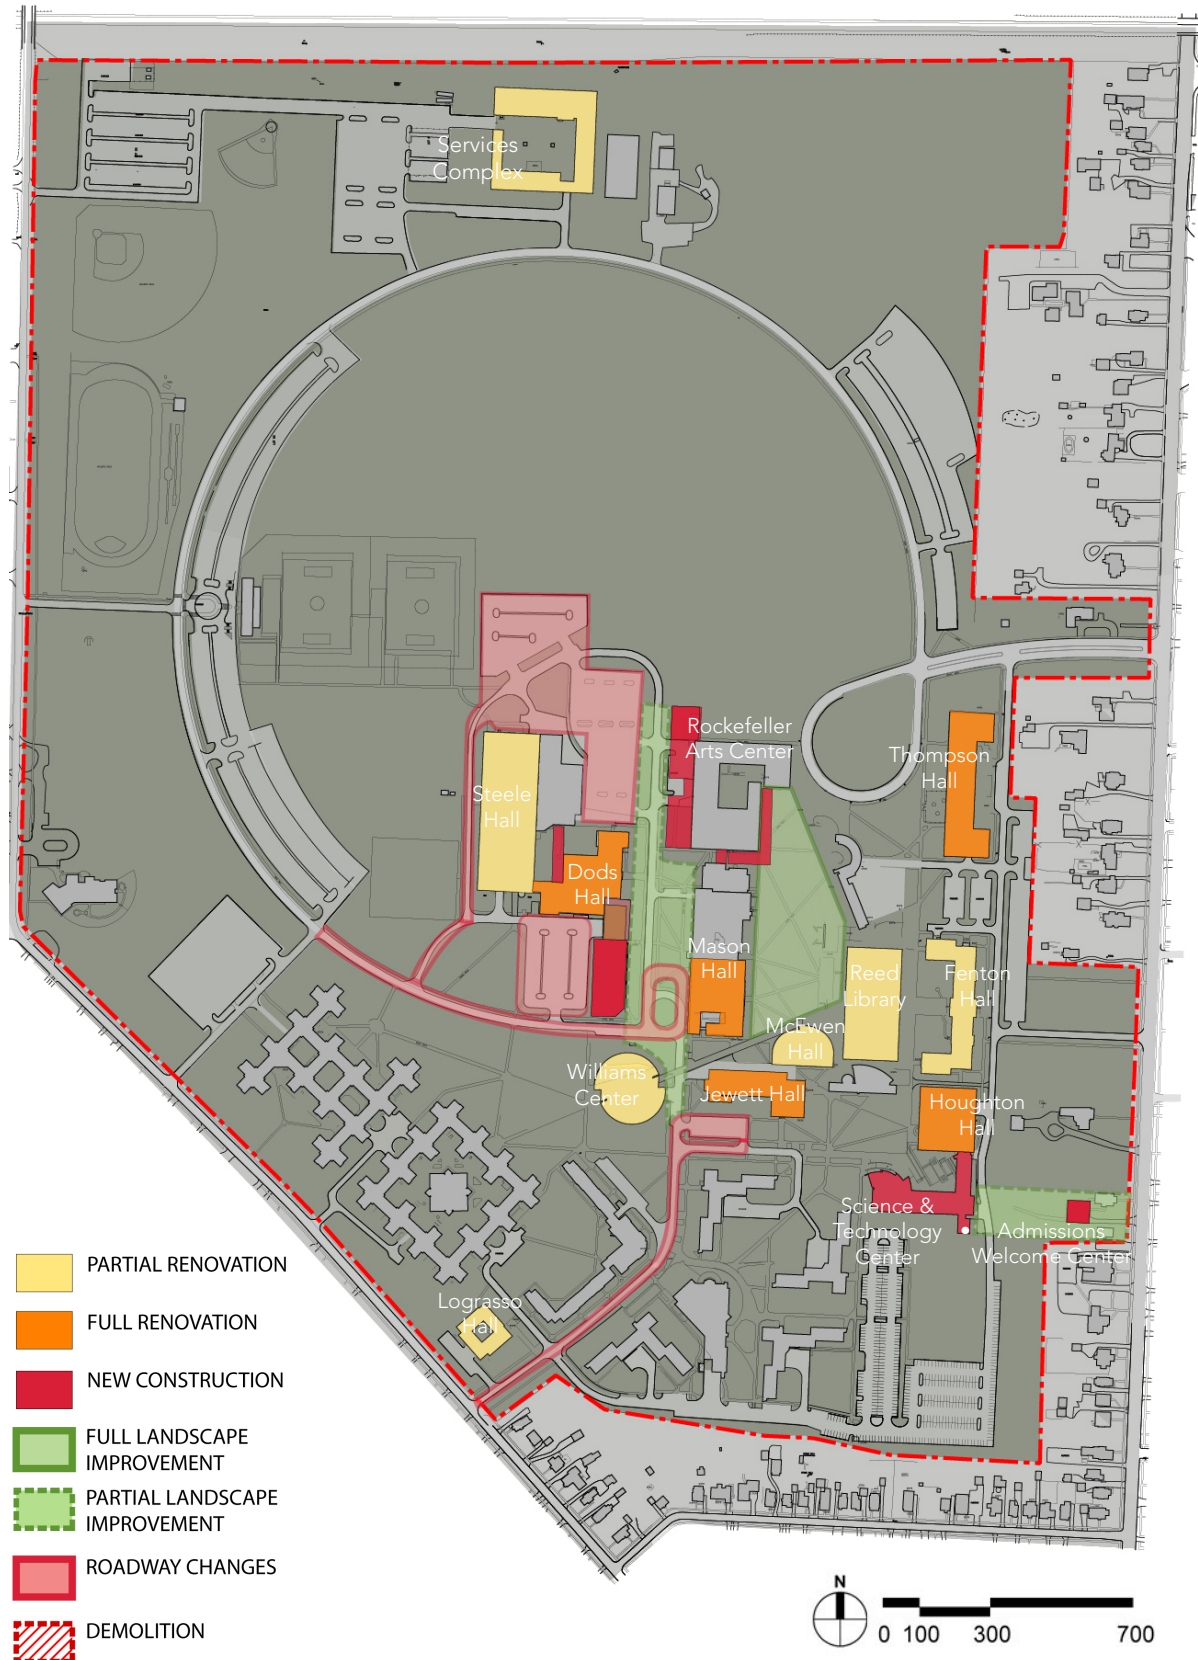 Services
Complex
Rockefeller
Arts Center
Thompson
Hall
Steele
Hall
Dods
Hall
Mason
Hall
Reed
Library
Fenton
Hall
McEwen
Hall
Williams
Center
Jewett Hall
Houghton
Hall
Science &
Technology
Center
Admissions
Welcome Center
Lograsso
Hall
PARTIAL RENOVATION
FULL RENOVATION
NEW CONSTRUCTION
FULL LANDSCAPE
IMPROVEMENT
PARTIAL LANDSCAPE
IMPROVEMENT
ROADWAY CHANGES
DEMOLITION
N
0 100 300 700